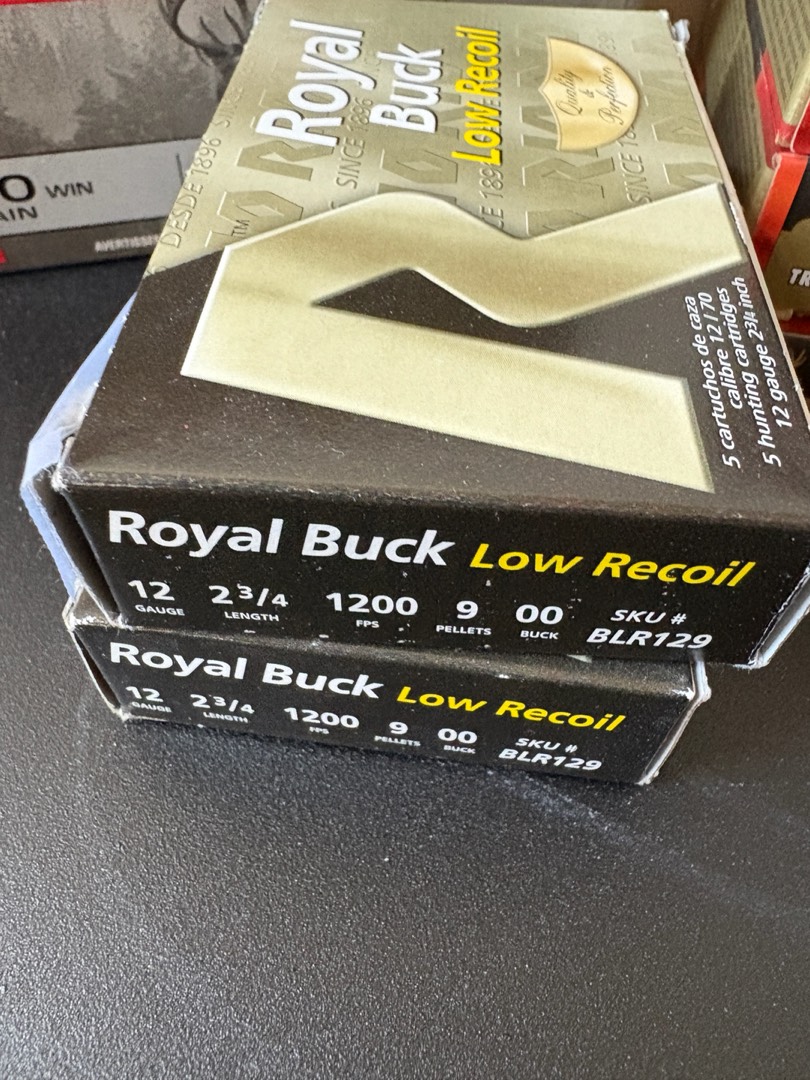 WIN
AVERTISSE
Royal
Buck
Low Recoil
Quality
&
Perfection
DESDE 1896
SINCE 1896
TM
5 cartuchos de caza
calibre 12 / 70
5 hunting cartridges
12 gauge 2¾ inch
Royal Buck Low Recoil
12 2 3/4 1200 9 00 SKU #
GAUGE LENGTH FPS PELLETS BUCK BLR129
Royal Buck Low Recoil
12 2 3/4 1200 9 00 SKU #
GAUGE LENGTH FPS PELLETS BUCK BLR129